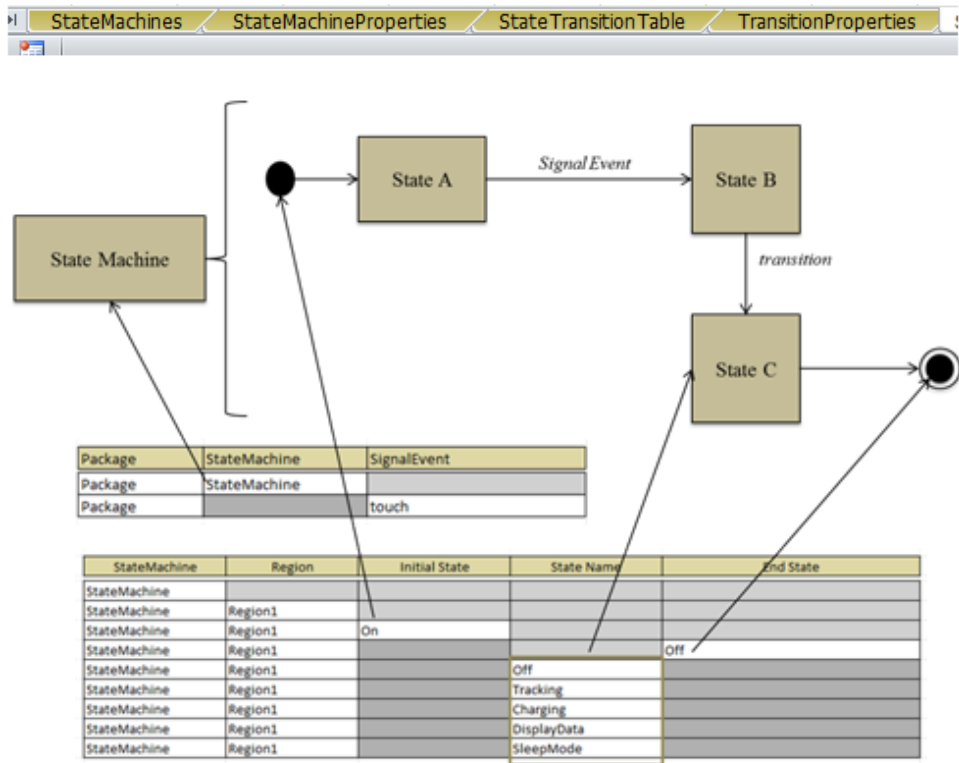 StateMachines StateMachineProperties StateTransitionTable TransitionProperties
State A
SignalEvent
State B
State Machine
transition
State C
Package StateMachine SignalEvent
Package StateMachine
Package touch
StateMachine Region Initial State State Name End State
StateMachine
StateMachine Region1
StateMachine Region1 On
StateMachine Region1 Off
StateMachine Region1 Off
StateMachine Region1 Tracking
StateMachine Region1 Charging
StateMachine Region1 DisplayData
StateMachine Region1 SleepMode